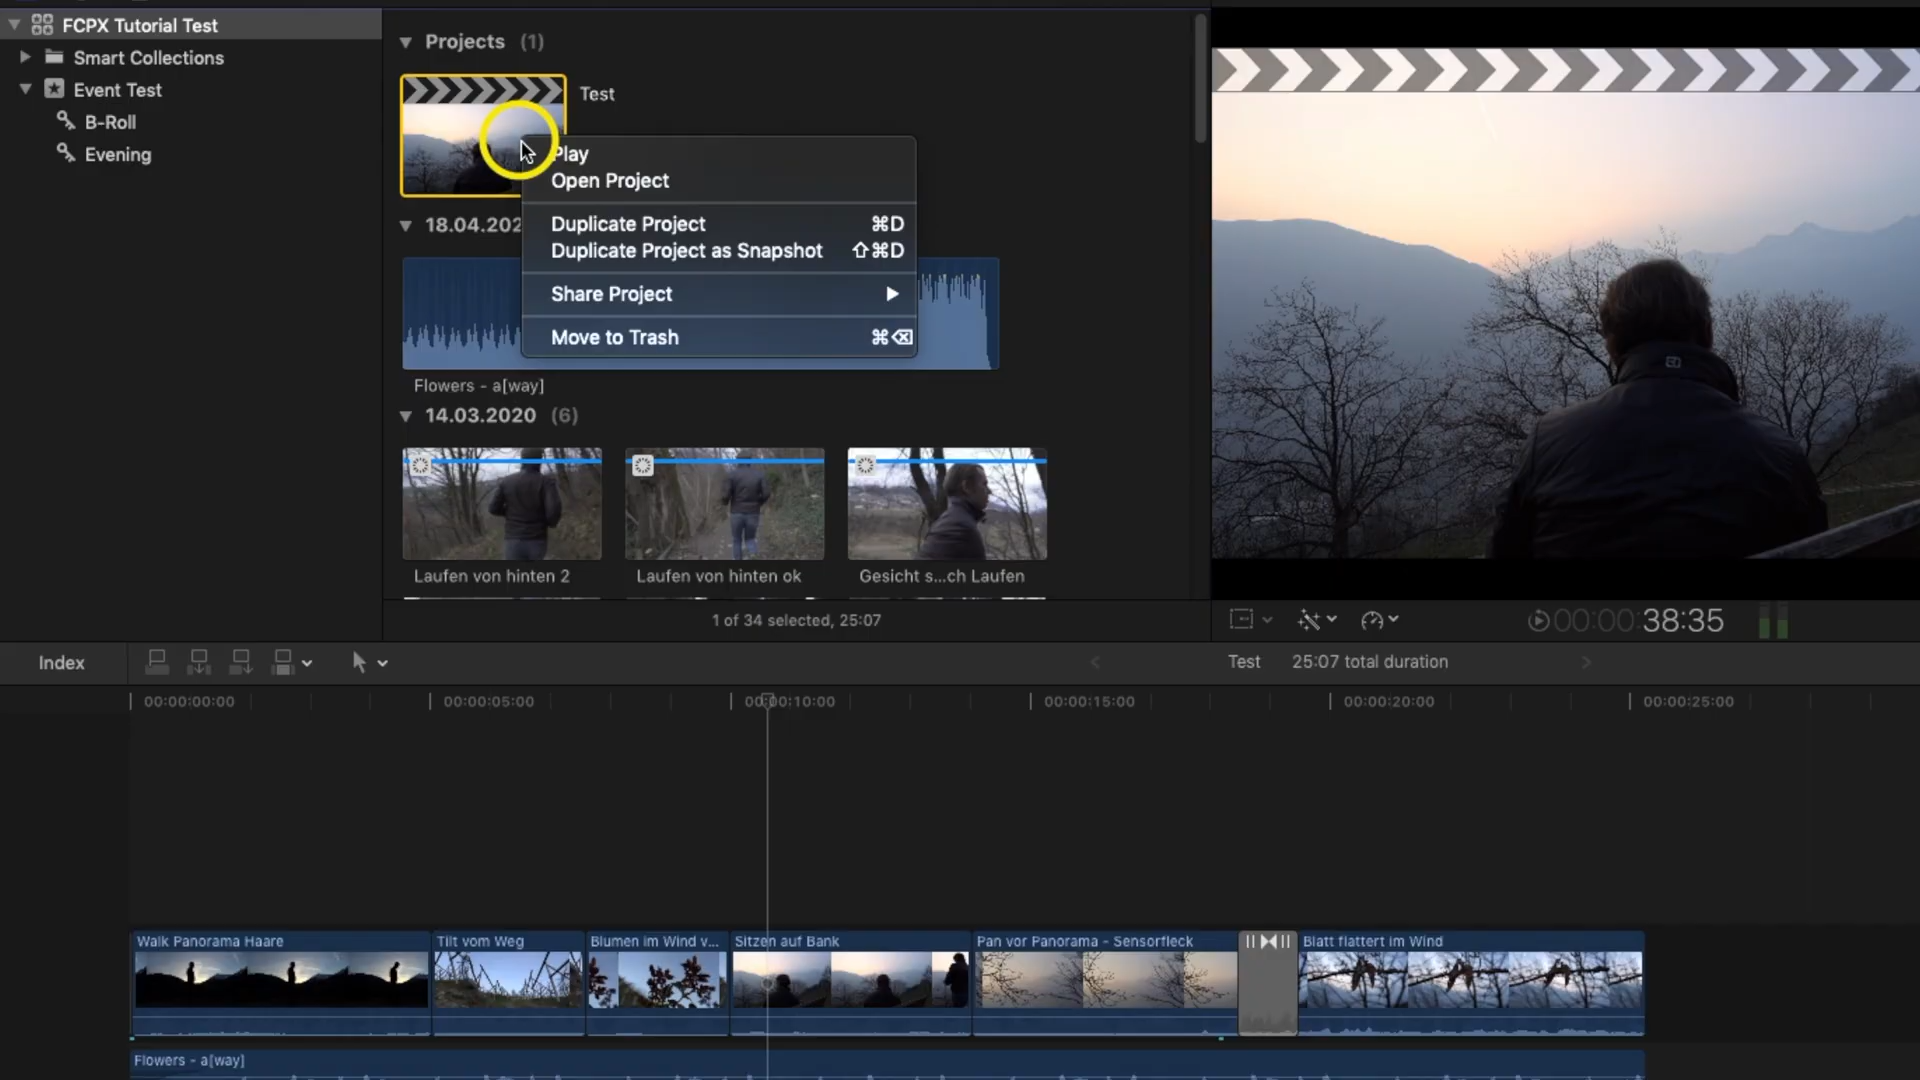 FCPX Tutorial Test
Smart Collections
Event Test
B-Roll
Evening
Projects (1)
Test
Play
Open Project
Duplicate Project ⌘D
Duplicate Project as Snapshot ⇧⌘D
Share Project
Move to Trash ⌘⌫
18.04.202
Flowers - a[way]
14.03.2020 (6)
Laufen von hinten 2
Laufen von hinten ok
Gesicht s...ch Laufen
1 of 34 selected, 25:07
00:00:38:35
Index
Test 25:07 total duration
00:00:00:00
00:00:05:00
00:00:10:00
00:00:15:00
00:00:20:00
00:00:25:00
Walk Panorama Haare
Tilt vom Weg
Blumen im Wind v...
Sitzen auf Bank
Pan vor Panorama - Sensorfleck
Blatt flattert im Wind
Flowers - a[way]